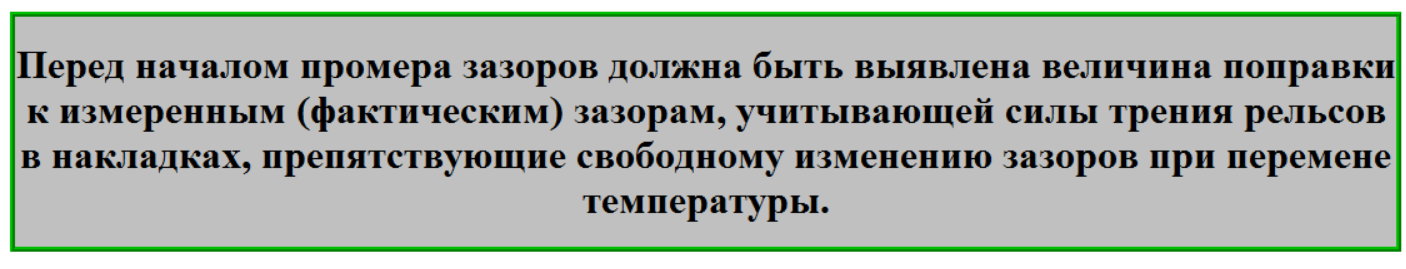 Перед началом промера зазоров должна быть выявлена величина поправки
к измеренным (фактическим) зазорам, учитывающей силы трения рельсов
в накладках, препятствующие свободному изменению зазоров при перемене
температуры.